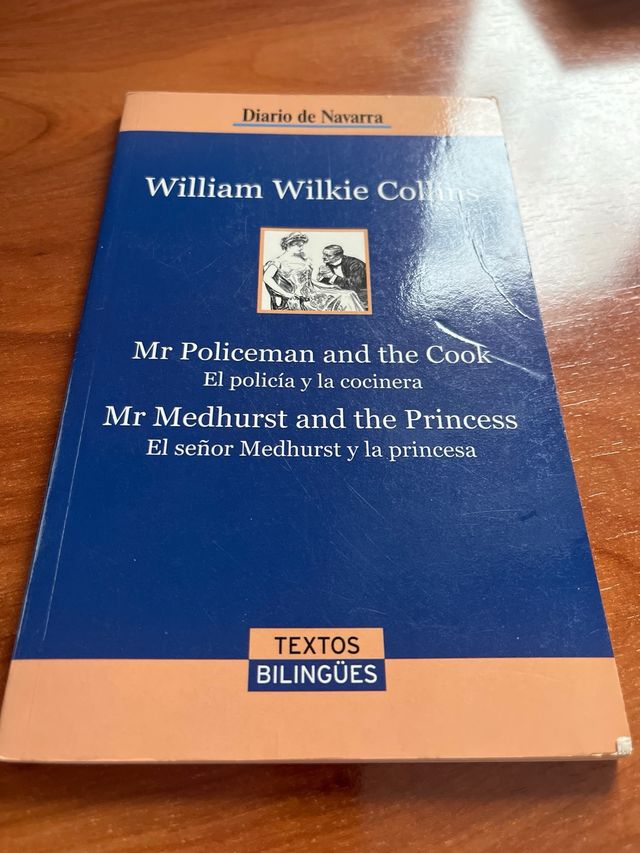 Diario de Navarra
William Wilkie Collins
Mr Policeman and the Cook
El policía y la cocinera
Mr Medhurst and the Princess
El señor Medhurst y la princesa
TEXTOS
BILINGÜES